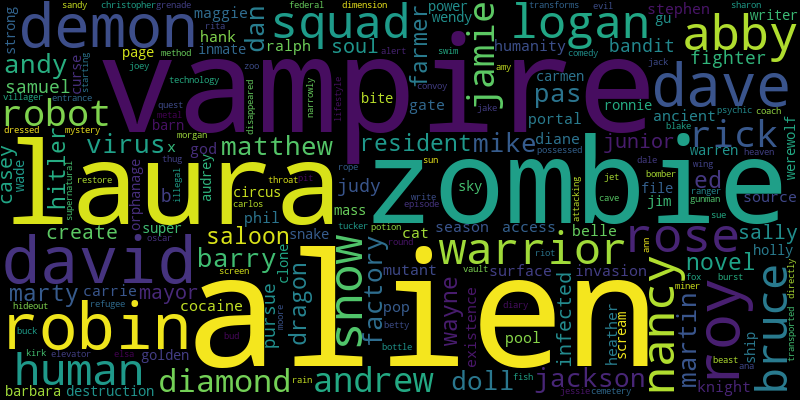 sandy
christopher
grenade
maggie
power
federal
dimension
evil
sharon
demon
squad
logan
abby
strong
hank
dan
wendy
transforms
stephen
writer
rita
ralph
farmer
jamie
gu
comedy
andy
page
method
inmate
soul
humanity
bandit
fighter
joey
alert
swim
jack
samuel
curse
starting
vampire
amy
carmen
dave
technology
zoo
bite
gate
pas
ronnie
robot
villager
barn
quest
metal
disappeared
narrowly
lifestyle
convoy
jake
portal
ancient
psychic
coach
entrance
morgan
blake
rick
virus
x
matthew
resident
mike
diane
junior
hitler
dressed
mystery
god
thug
rope
write
episode
sun
possessed
warren
heaven
werewolf
casey
wade
supernatural
restore
orphanage
b
illegal
audrey
carlos
circus
throat
pit
laura
zombie
judy
sky
attacking
jet
cave
dale
wing
bomber
ranger
gunman
ed
file
source
jim
sue
create
super
oscar
phil
snake
mass
tucker
potion
cat
season
access
belle
rose
sally
david
saloon
round
riot
warrior
ann
novel
holly
directly
marty
carrie
mayor
screen
barry
clone
dragon
snow
factory
mutant
vault
surface
invasion
nancy
fox
miner
burst
transported
hideout
refugee
cocaine
pursue
moore
alien
pop
diary
wayne
existence
infected
heather
scream
martin
roy
ship
bruce
robin
buck
betty
pool
beast
kirk
elevator
elite
golden
bud
bottle
ana
human
diamond
rain
andrew
fish
doll
jackson
knight
barbara
destruction
jessie
cemetery